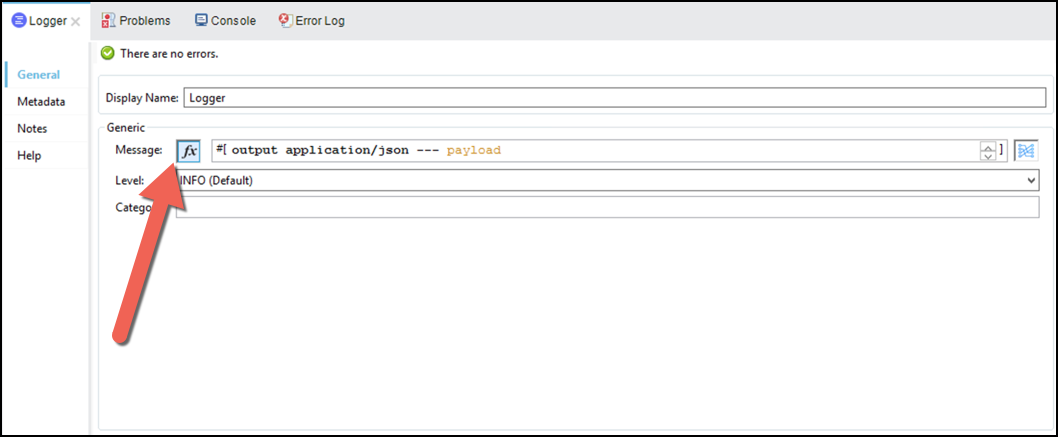 Logger Problems Console Error Log
There are no errors.
General
Metadata
Notes
Help
Display Name: Logger
Generic
Message: fx #[ output application/json --- payload ]
Level: INFO (Default)
Catego